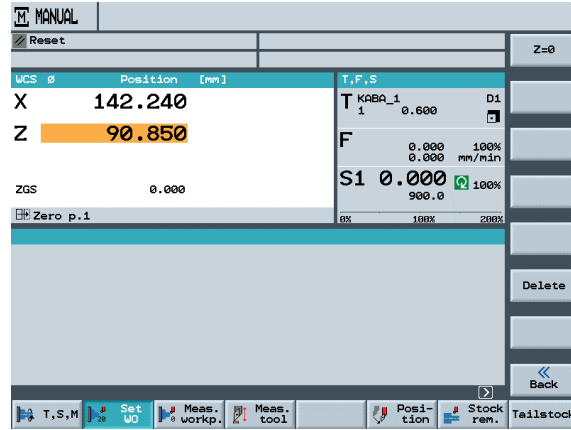 M MANUAL
Reset
Z=0
WCS Ø Position [mm]
T,F,S
X 142.240
T KABA_1 D1
1 0.600
Z 90.850
F 0.000 100%
0.000 mm/min
S1 0.000 100%
900.0
ZGS 0.000
Zero p.1
0% 100% 200%
Delete
Back
T,S,M
Set WO
Meas. workp.
Meas. tool
Posi-
tion
Stock rem.
Tailstock